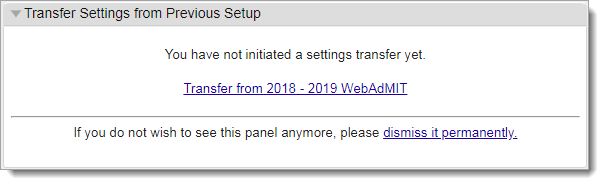 Transfer Settings from Previous Setup
You have not initiated a settings transfer yet.
Transfer from 2018 - 2019 WebAdMIT
If you do not wish to see this panel anymore, please dismiss it permanently.